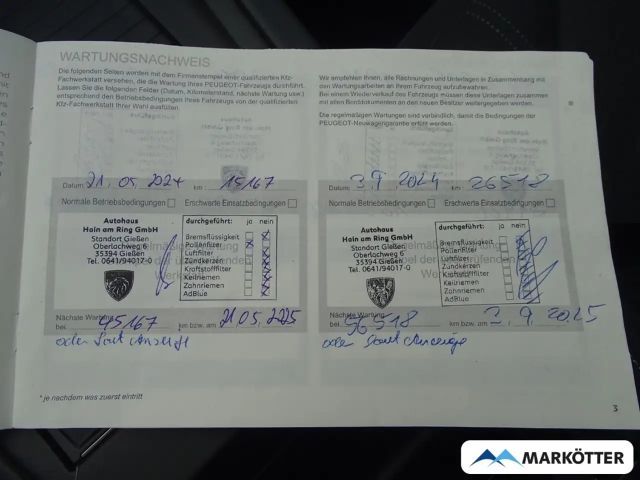 WARTUNGSNACHWEIS
Die folgenden Seiten werden mit dem Firmenstempel einer qualifizierten Kfz-
Fachwerkstatt versehen, die die Wartung Ihres PEUGEOT-Fahrzeugs durchführt.
Lassen Sie die folgenden Felder (Datum, Kilometerstand, nächste Wartung usw.)
entsprechend den Betriebsbedingungen Ihres Fahrzeugs von der qualifizierten
Kfz-Fachwerkstatt Ihrer Wahl ausfüllen.
Datum: 21.05.2024 km: 15167
Normale Betriebsbedingungen
Erschwerte Einsatzbedingungen
Autohaus
Hain am Ring GmbH
Standort Gießen
Oberlachweg 6
35394 Gießen
Tel. 0641/94017-0
durchgeführt: ja nein
Bremsflüssigkeit
Pollenfilter
Luftfilter
Zündkerzen
Kraftstofffilter
Keilriemen
Zahnriemen
AdBlue
Nächste Wartung
bei 45167 km bzw. am 21.05.2025
oder
* je nachdem was zuerst eintritt
Wir empfehlen Ihnen, alle Rechnungen und Unterlagen in Zusammenhang mit
den Wartungsarbeiten an Ihrem Fahrzeug aufzubewahren.
Bei einem Wiederverkauf des Fahrzeugs müssen diese Unterlagen zusammen
mit allen Borddokumenten an den neuen Besitzer weitergegeben werden.
Die regelmäßigen Wartungen sind verbindlich, damit die Bedingungen der
PEUGEOT-Neuwagengarantie erfüllt werden.
Datum: 3.9 2024 km: 26518
Normale Betriebsbedingungen
Erschwerte Einsatzbedingungen
Autohaus
Hain am Ring GmbH
Standort Gießen
Oberlachweg 6
35394 Gießen
Tel. 0641/94017-0
durchgeführt: ja nein
Bremsflüssigkeit
Pollenfilter
Luftfilter
Zündkerzen
Kraftstofffilter
Keilriemen
Zahnriemen
AdBlue
Nächste Wartung
bei 56518 km bzw. am 3.9.2025
oder
3
MARKÖTTER